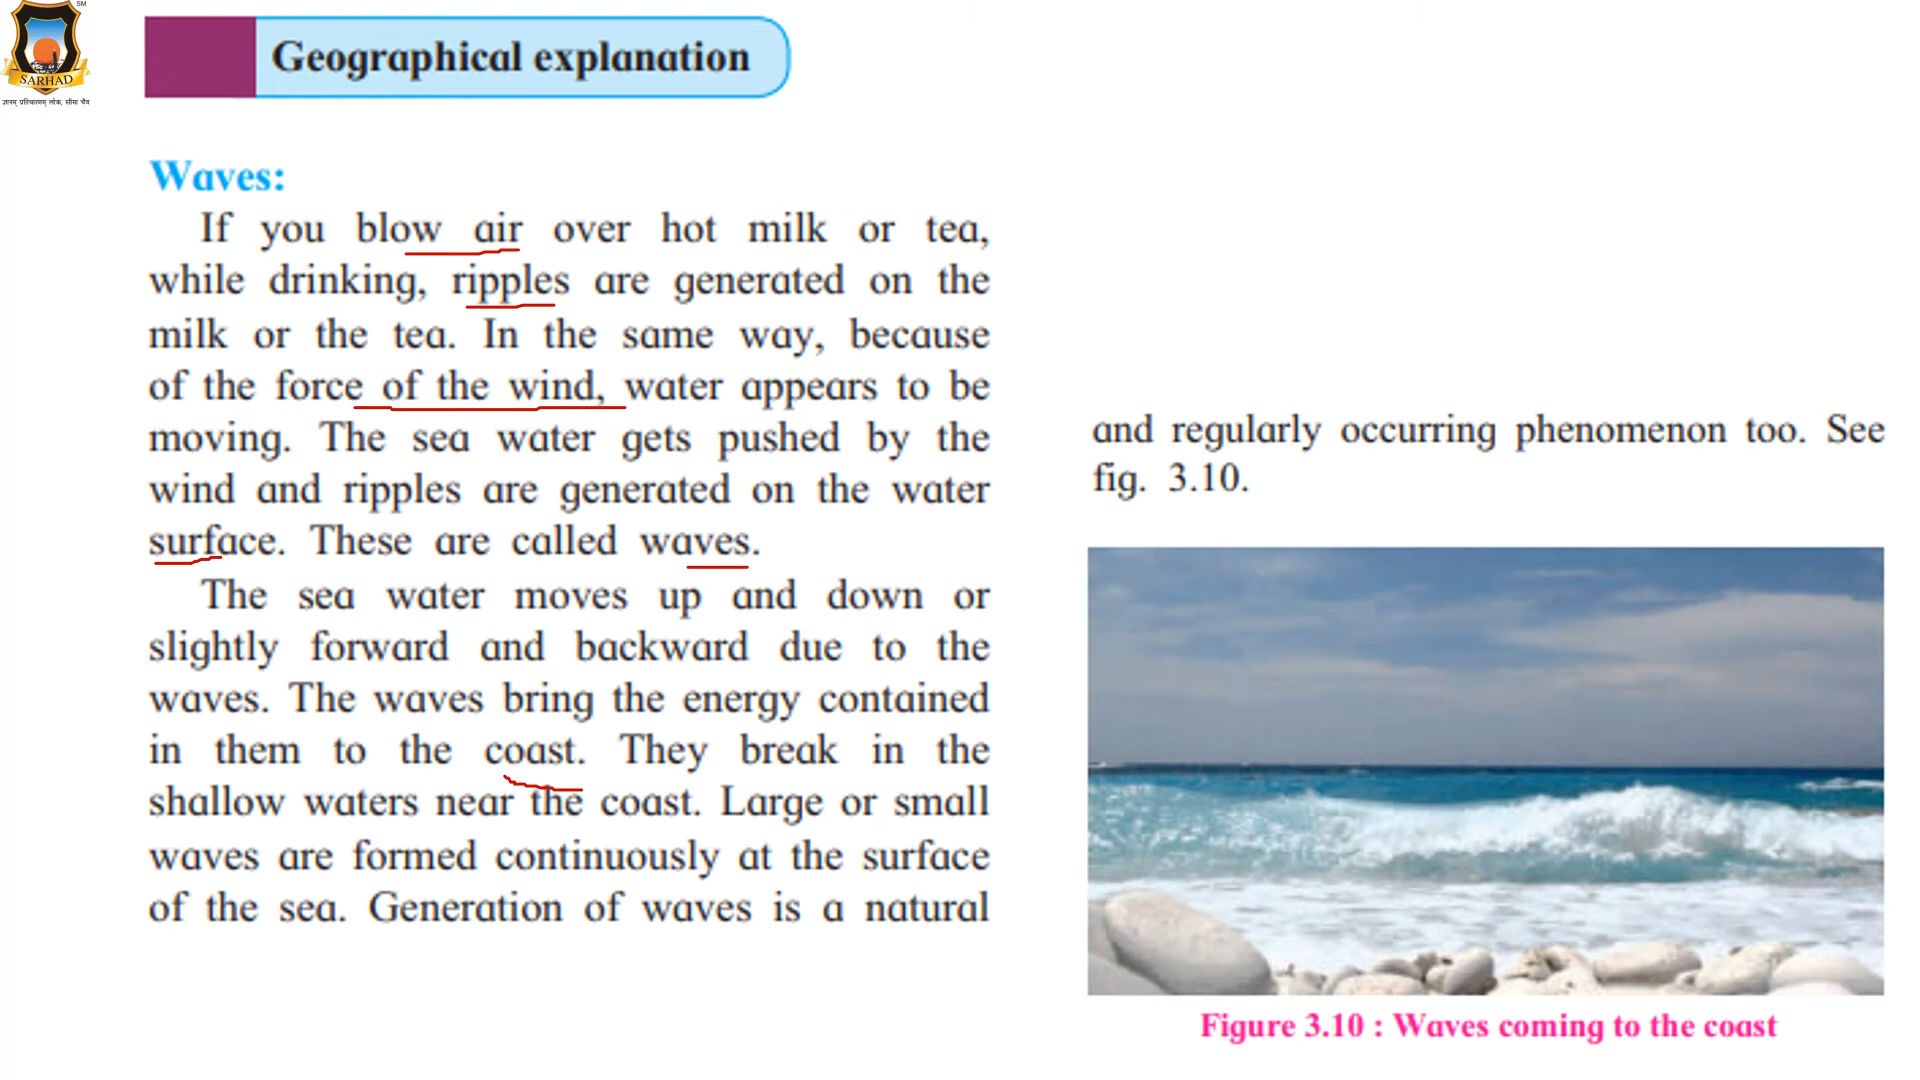 SM
SARHAD
Geographical explanation
Waves:
If you blow air over hot milk or tea,
while drinking, ripples are generated on the
milk or the tea. In the same way, because
of the force of the wind, water appears to be
moving. The sea water gets pushed by the
wind and ripples are generated on the water
surface. These are called waves.
The sea water moves up and down or
slightly forward and backward due to the
waves. The waves bring the energy contained
in them to the coast. They break in the
shallow waters near the coast. Large or small
waves are formed continuously at the surface
of the sea. Generation of waves is a natural
and regularly occurring phenomenon too. See
fig. 3.10.
Figure 3.10 : Waves coming to the coast